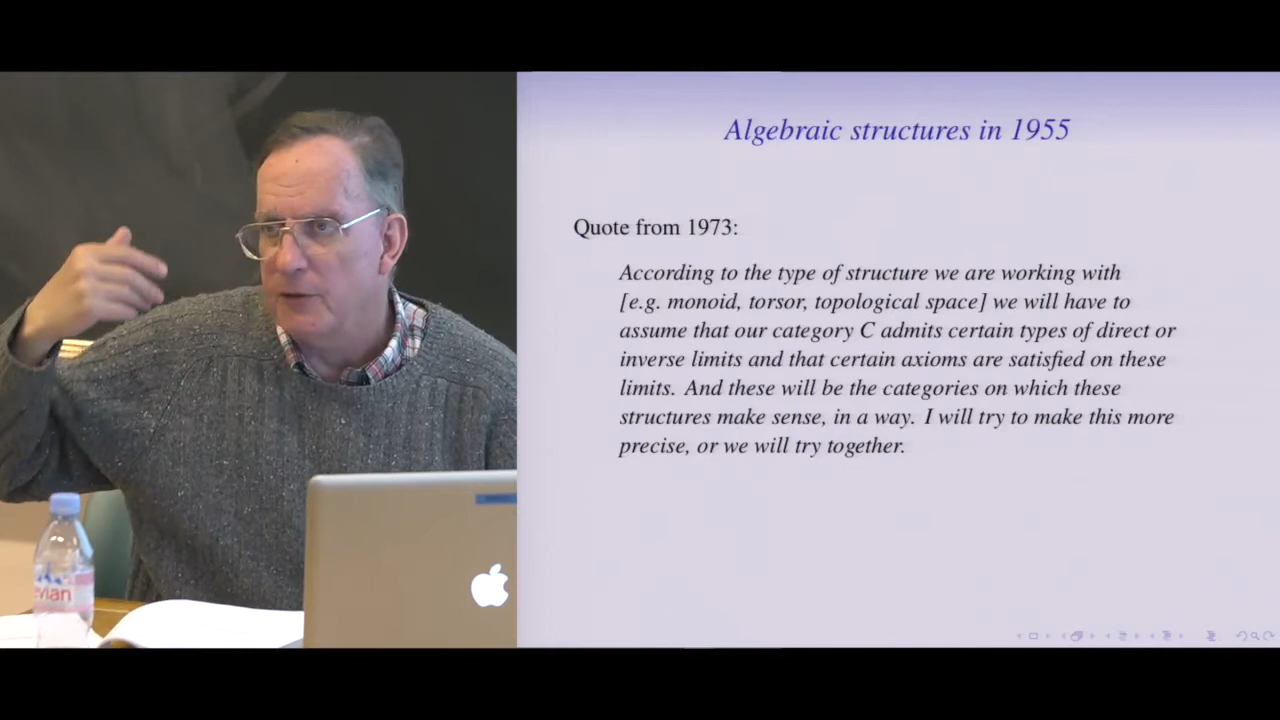 Algebraic structures in 1955
Quote from 1973:
According to the type of structure we are working with
[e.g. monoid, torsor, topological space] we will have to
assume that our category C admits certain types of direct or
inverse limits and that certain axioms are satisfied on these
limits. And these will be the categories on which these
structures make sense, in a way. I will try to make this more
precise, or we will try together.
evian